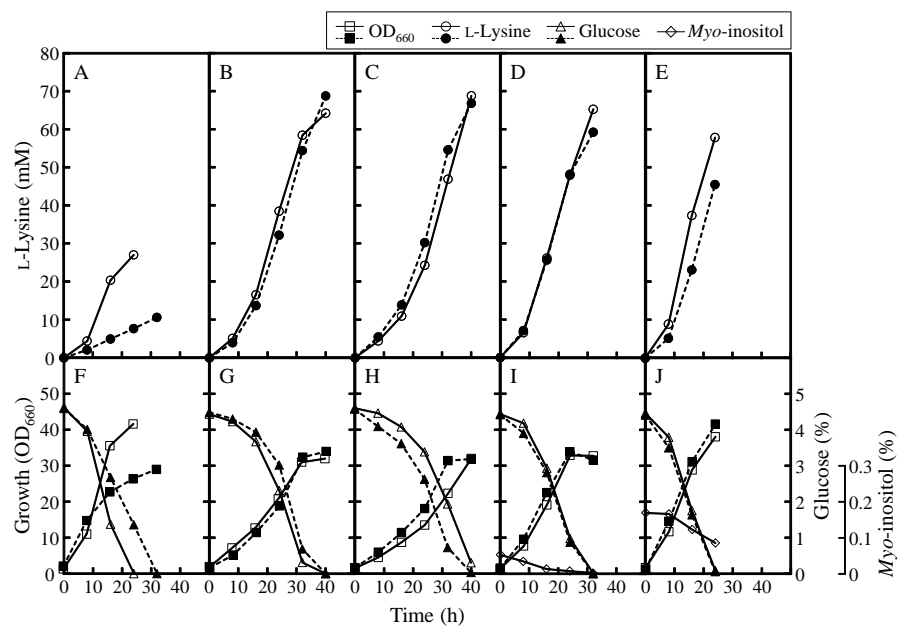 OD660 L-Lysine Glucose Myo-inositol
A B C D E
80
70
60
50
40
30
20
10
0
L-Lysine (mM)
F G H I J
50
40
30
20
10
0
Growth (OD660)
5
4
3
2
1
0
Glucose (%)
0.3
0.2
0.1
0
Myo-inositol (%)
0 10 20 30 40 0 10 20 30 40 0 10 20 30 40 0 10 20 30 40 0 10 20 30 40 50
Time (h)